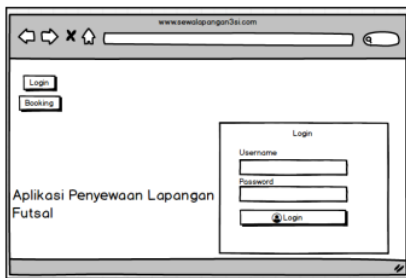 www.sewalapangan3si.com
Login
Booking
Login
Username
Password
Login
Aplikasi Penyewaan Lapangan
Futsal